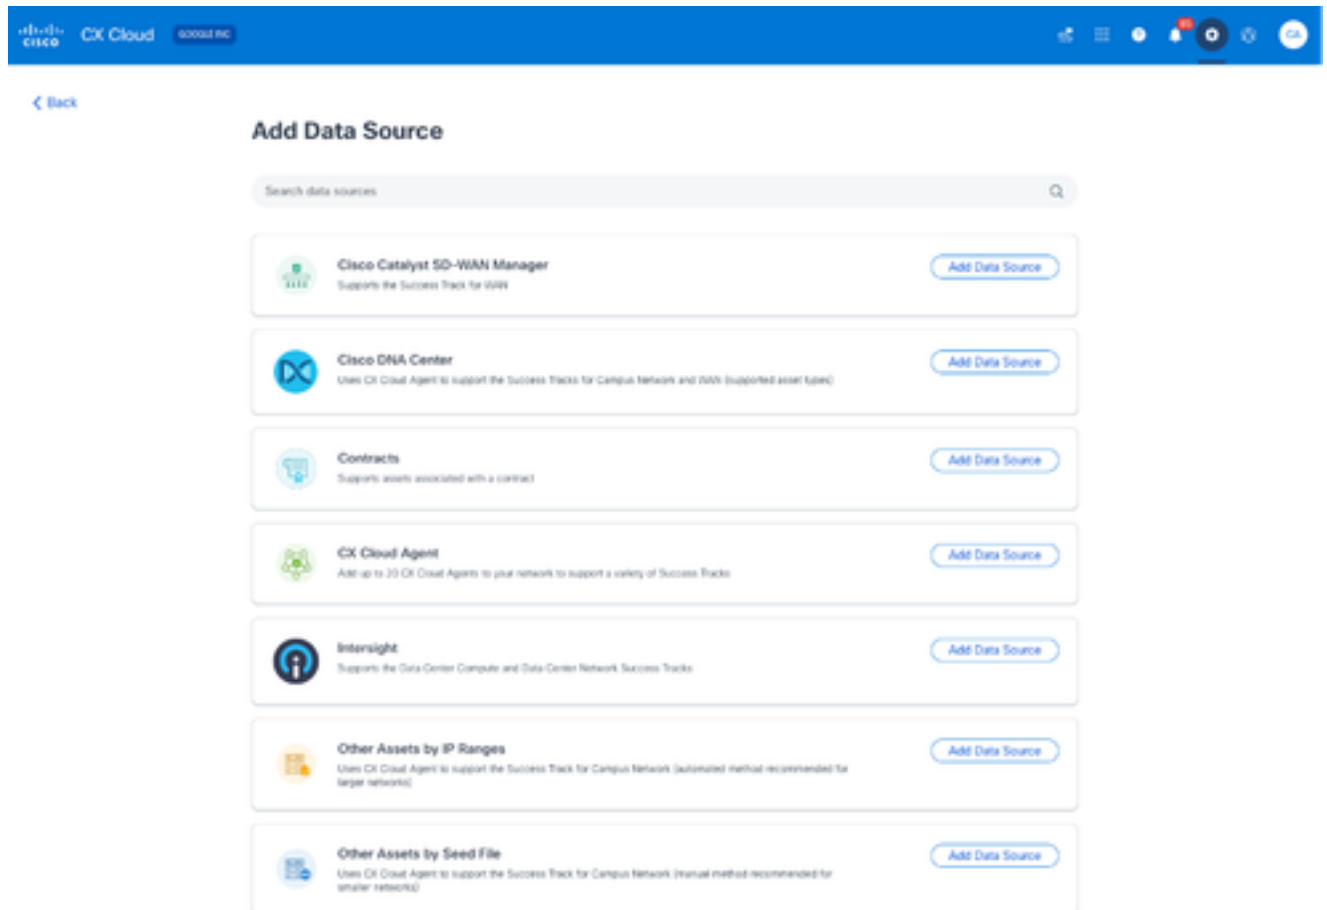 CISCO
CX Cloud
GOOGLE INC
CA
Back
Add Data Source
Search data sources
Cisco Catalyst SD-WAN Manager
Add Data Source
Supports the Success Track for WAN
Cisco DNA Center
Add Data Source
Uses CX Cloud Agent to support the Success Tracks for Campus Network and WAN (supported asset types)
Contracts
Add Data Source
Supports assets associated with a contract
CX Cloud Agent
Add Data Source
Add up to 20 CX Cloud Agents to your network to support a variety of Success Tracks
Intersight
Add Data Source
Supports the Data Center Compute and Data Center Network Success Tracks
Other Assets by IP Ranges
Add Data Source
Uses CX Cloud Agent to support the Success Track for Campus Network (automated method recommended for
larger networks)
Other Assets by Seed File
Add Data Source
Uses CX Cloud Agent to support the Success Track for Campus Network (manual method recommended for
smaller networks)